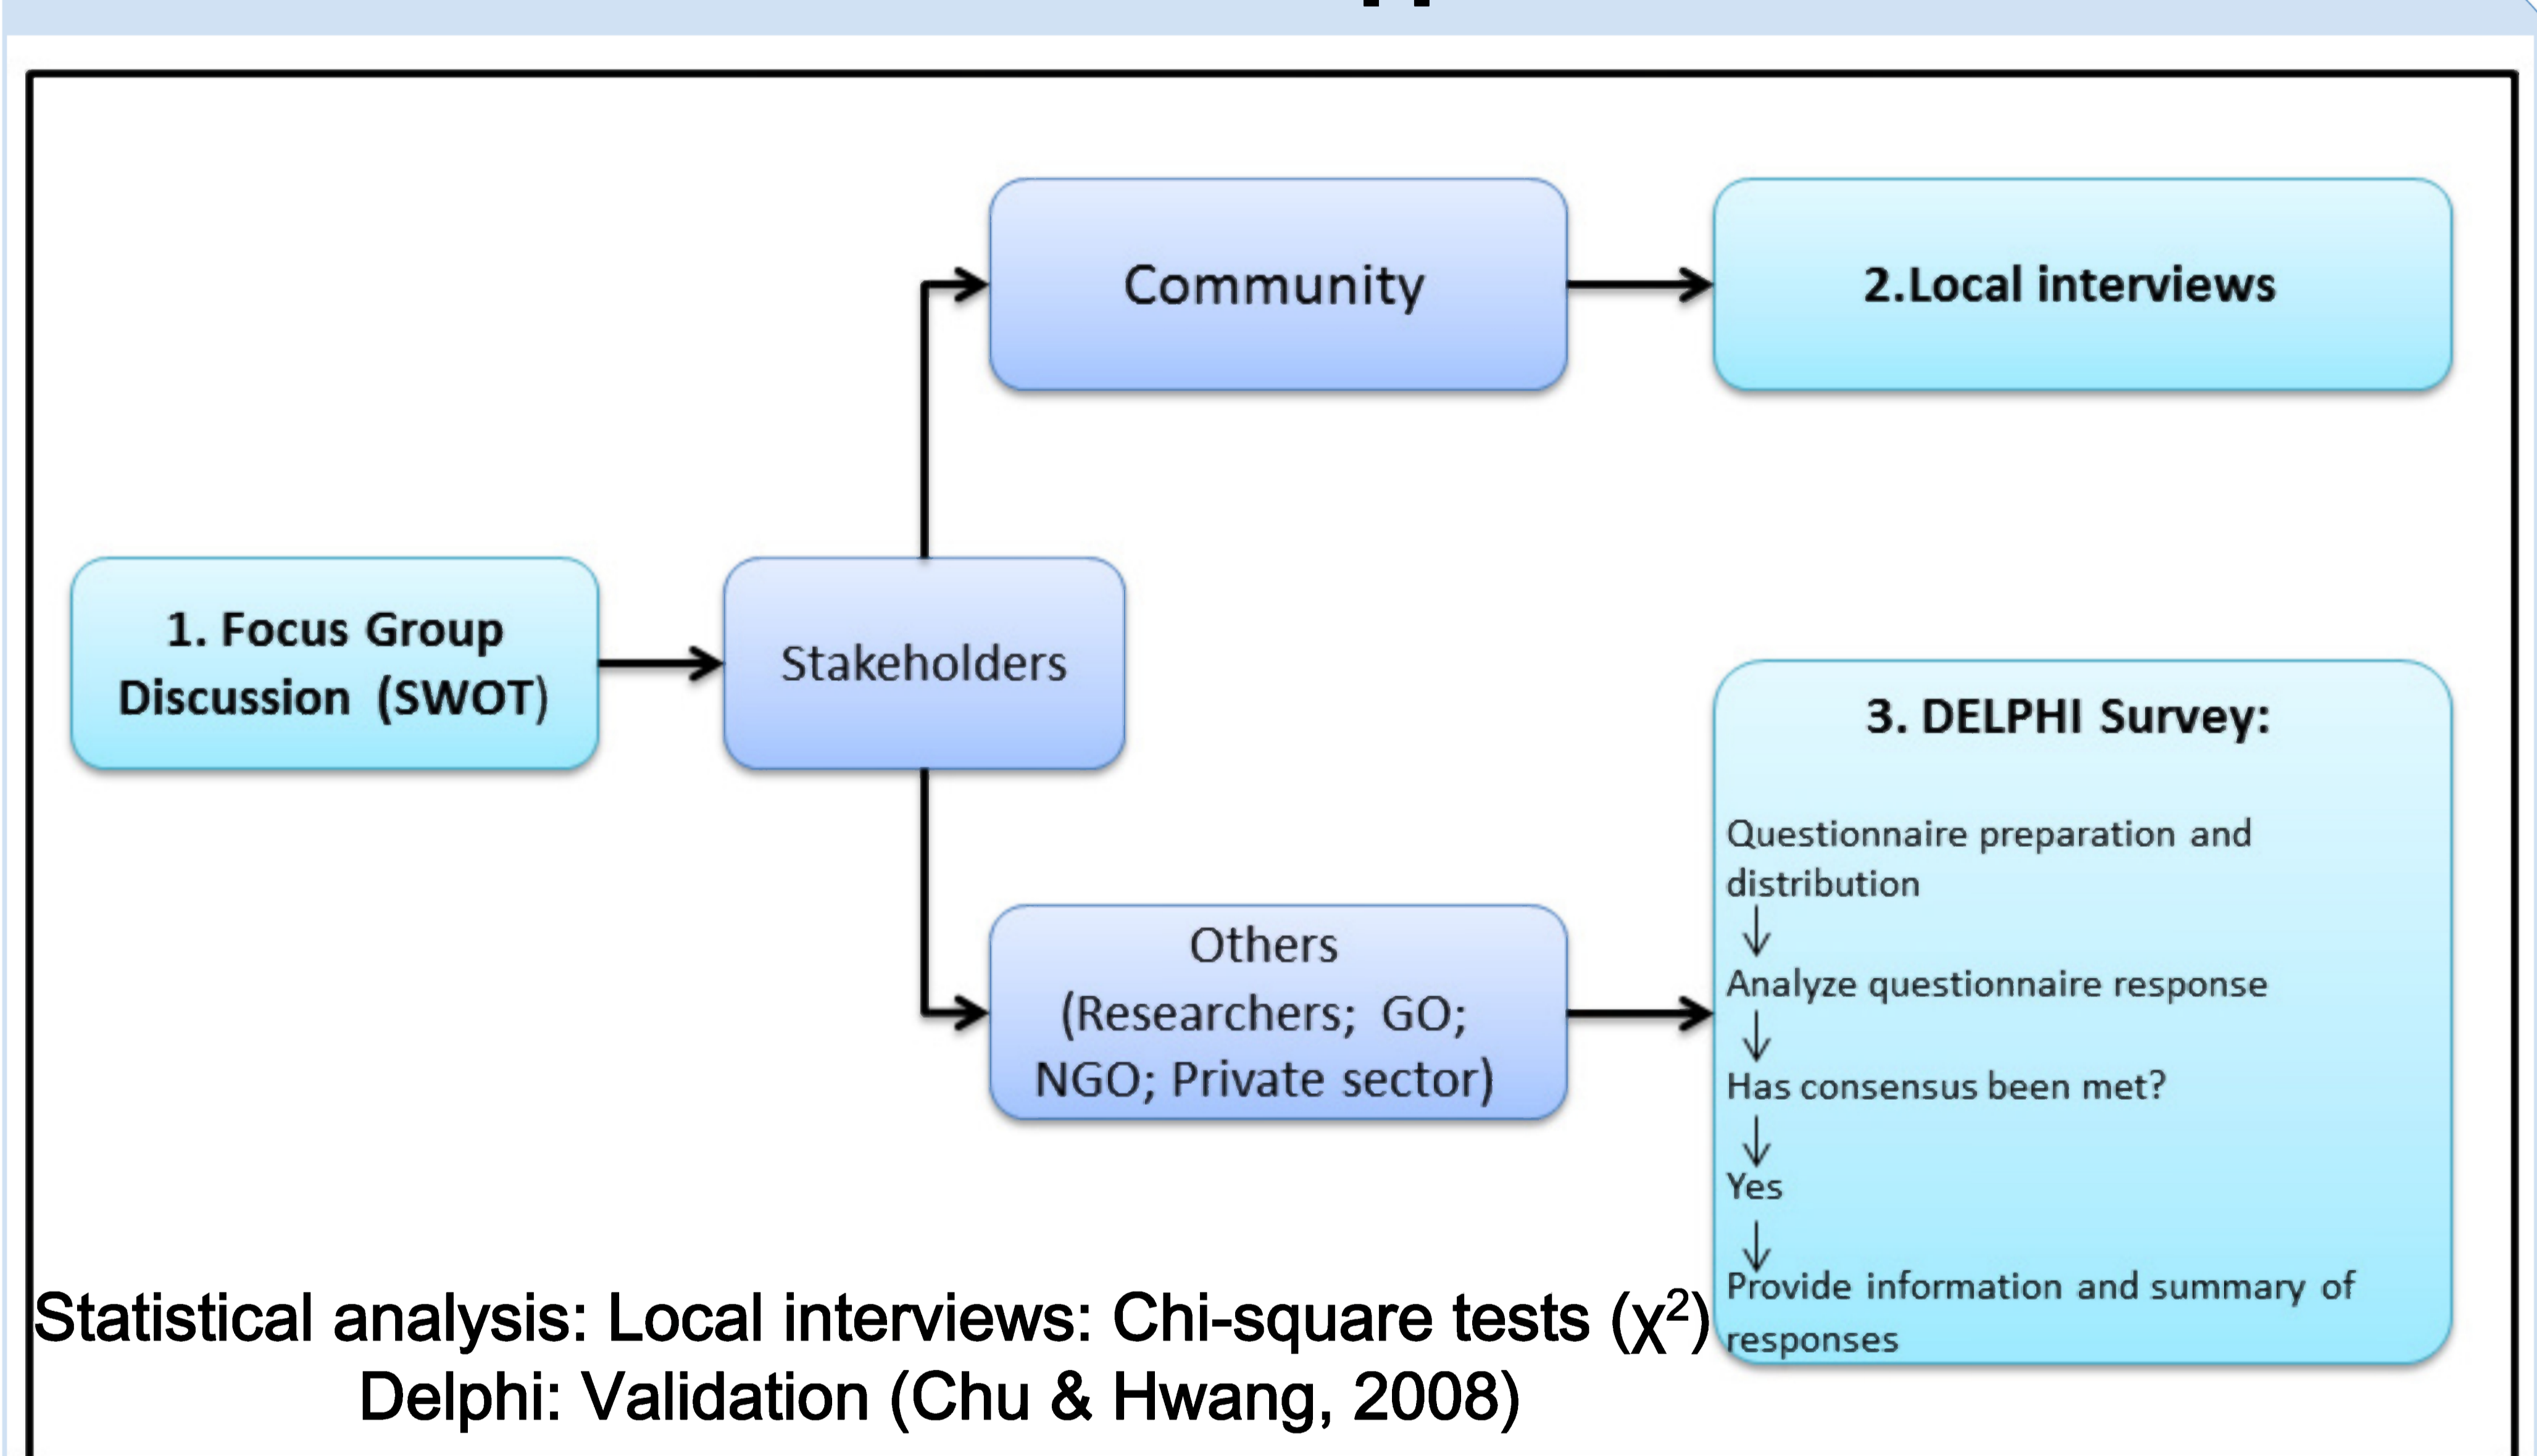 1. Focus Group
Discussion (SWOT)
Stakeholders
Community
2.Local interviews
Others
(Researchers; GO;
NGO; Private sector)
3. DELPHI Survey:
Questionnaire preparation and
distribution
Analyze questionnaire response
Has consensus been met?
Yes
Provide information and summary of
responses
Statistical analysis: Local interviews: Chi-square tests (χ²)
Delphi: Validation (Chu & Hwang, 2008)